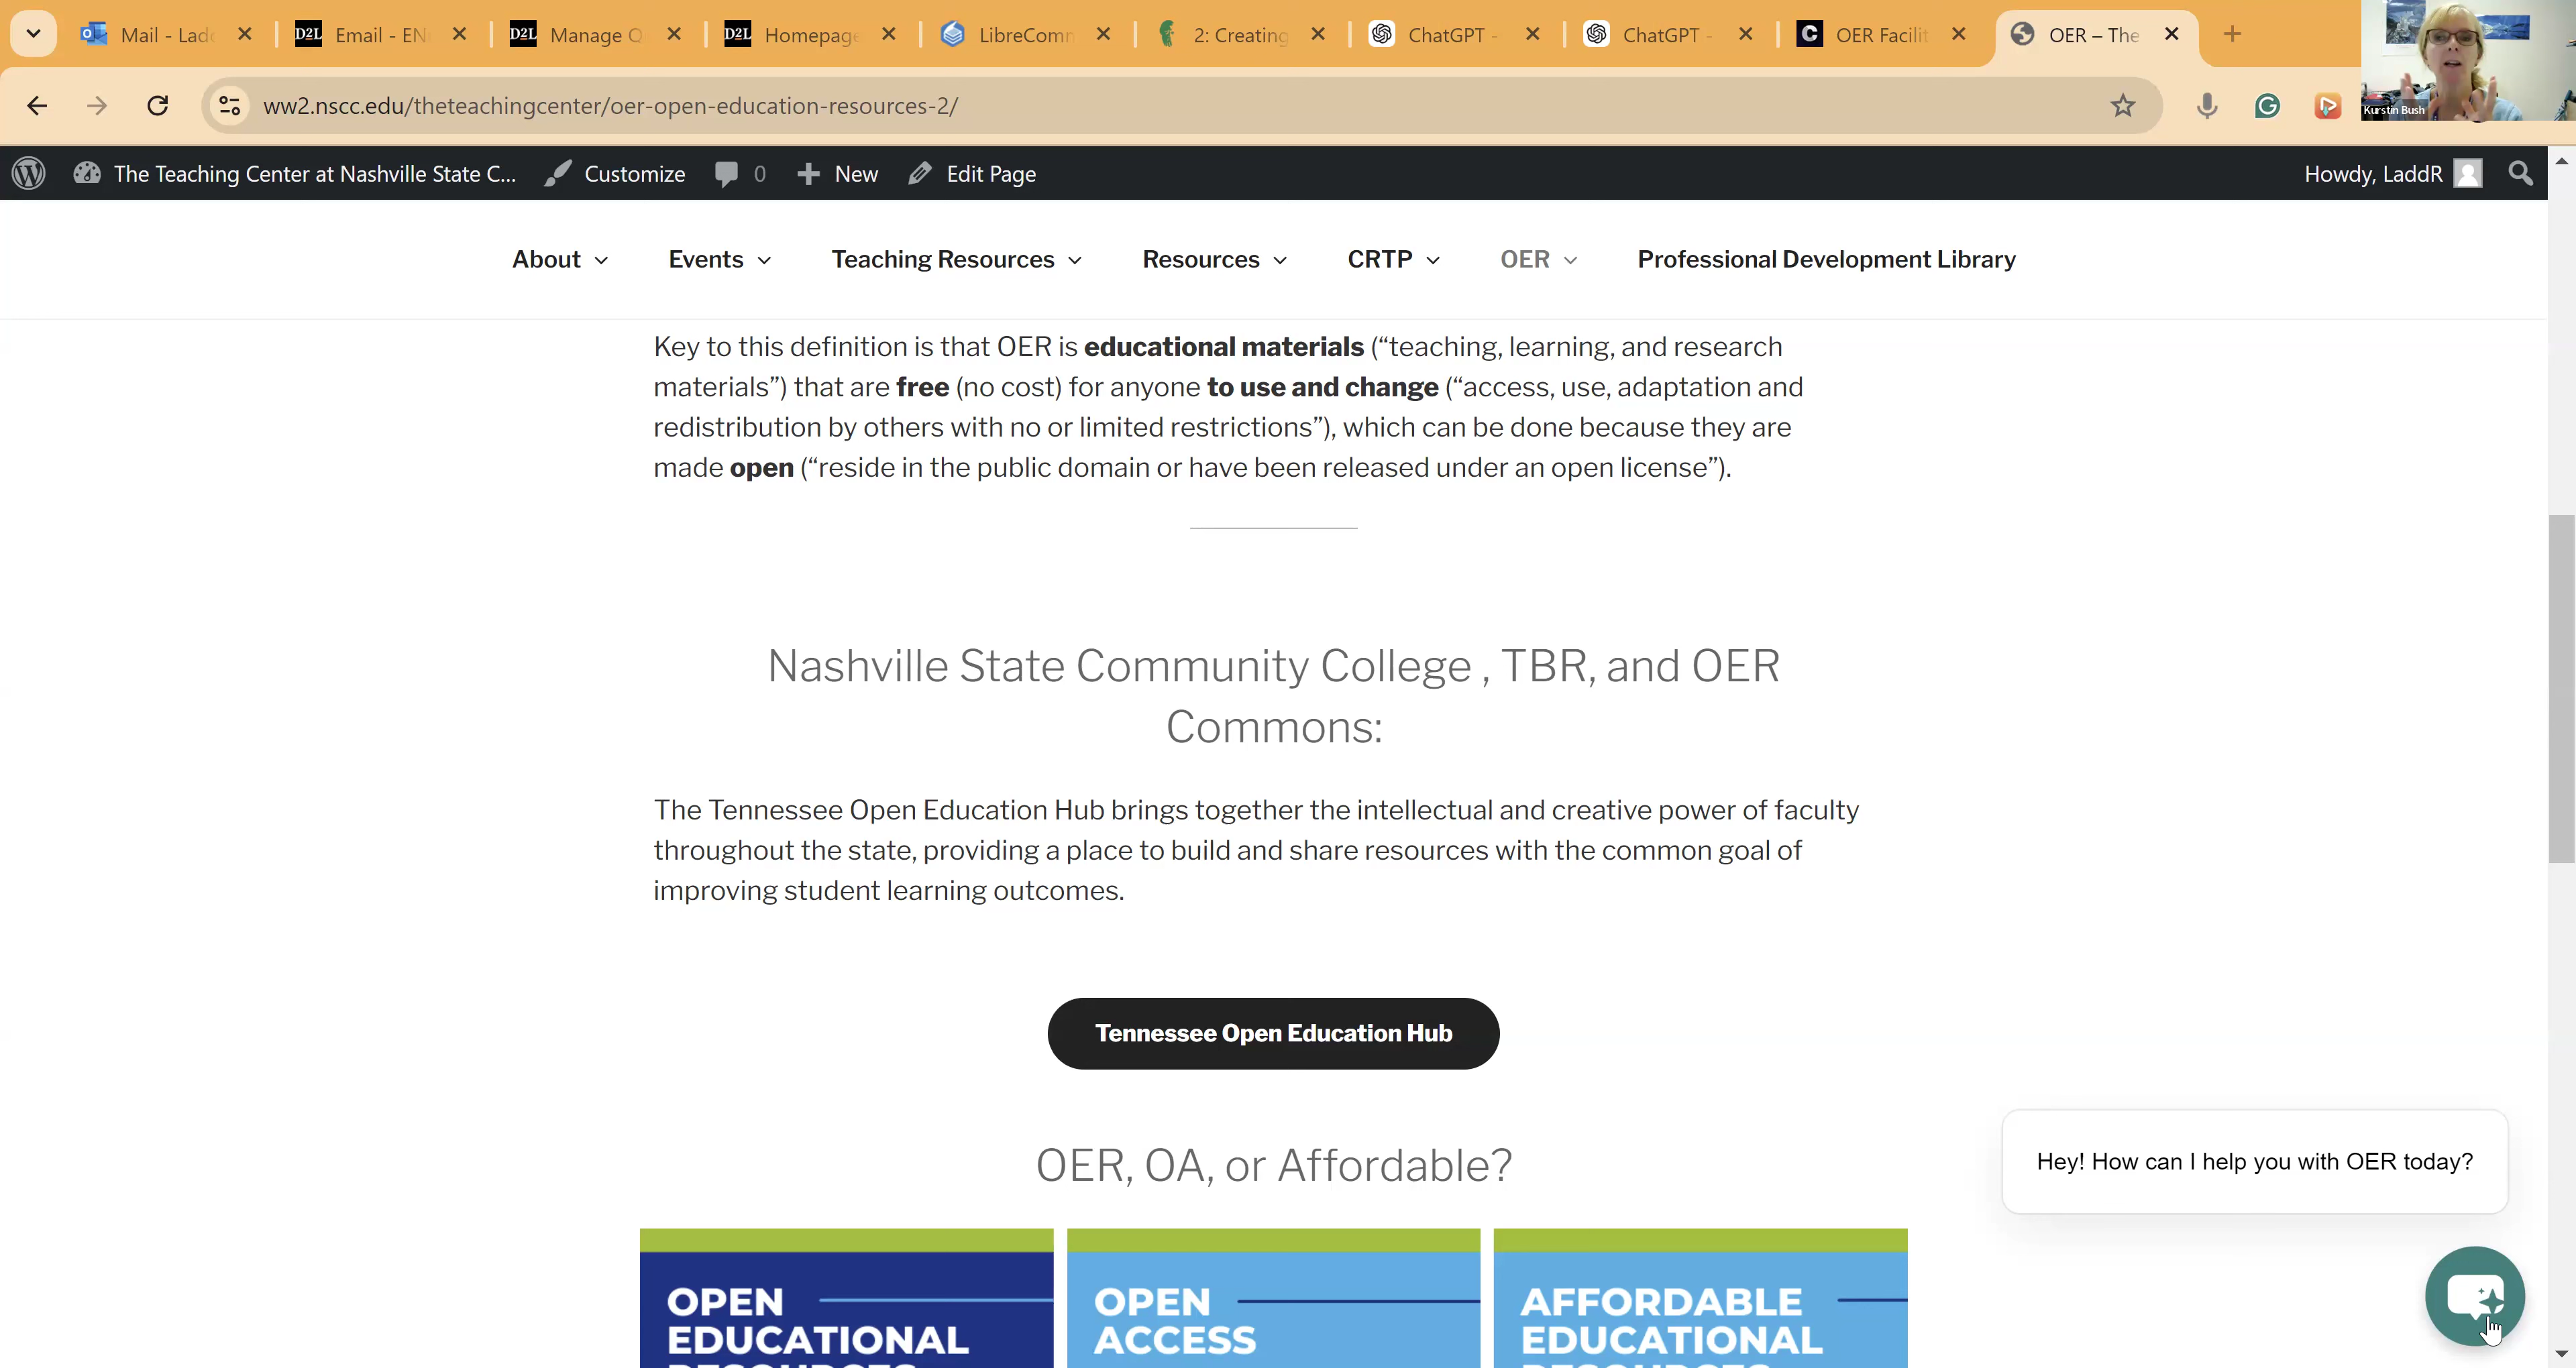 Mail - Lado
Email - EN
Manage Q
Homepage
LibreComm
2: Creating
ChatGPT -
ChatGPT -
OER Facilit
OER – The
ww2.nscc.edu/theteachingcenter/oer-open-education-resources-2/
Kurstin Bush
The Teaching Center at Nashville State C...
Customize
0
New
Edit Page
Howdy, LaddR
About
Events
Teaching Resources
Resources
CRTP
OER
Professional Development Library
Key to this definition is that OER is educational materials (“teaching, learning, and research
materials”) that are free (no cost) for anyone to use and change (“access, use, adaptation and
redistribution by others with no or limited restrictions”), which can be done because they are
made open (“reside in the public domain or have been released under an open license”).
Nashville State Community College , TBR, and OER
Commons:
The Tennessee Open Education Hub brings together the intellectual and creative power of faculty
throughout the state, providing a place to build and share resources with the common goal of
improving student learning outcomes.
Tennessee Open Education Hub
OER, OA, or Affordable?
Hey! How can I help you with OER today?
OPEN
EDUCATIONAL
RESOURCES
OPEN
ACCESS
AFFORDABLE
EDUCATIONAL
RESOURCES